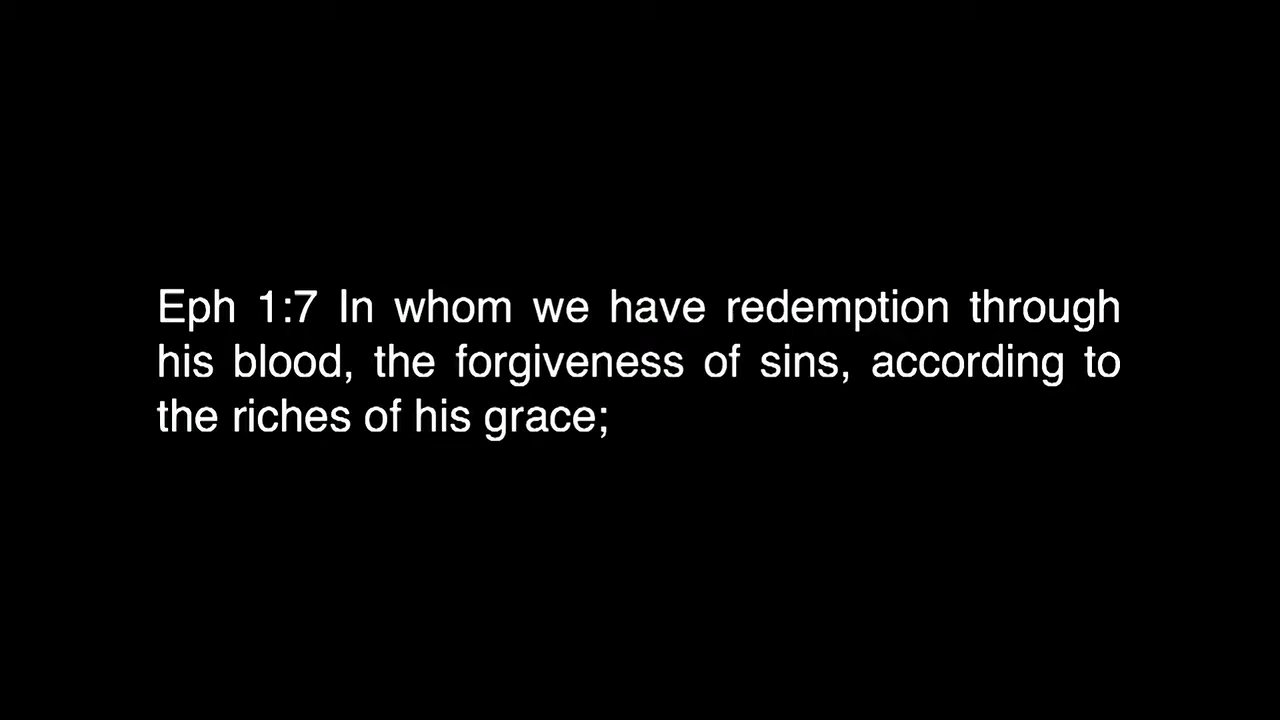 Eph 1:7 In whom we have redemption through
his blood, the forgiveness of sins, according to
the riches of his grace;